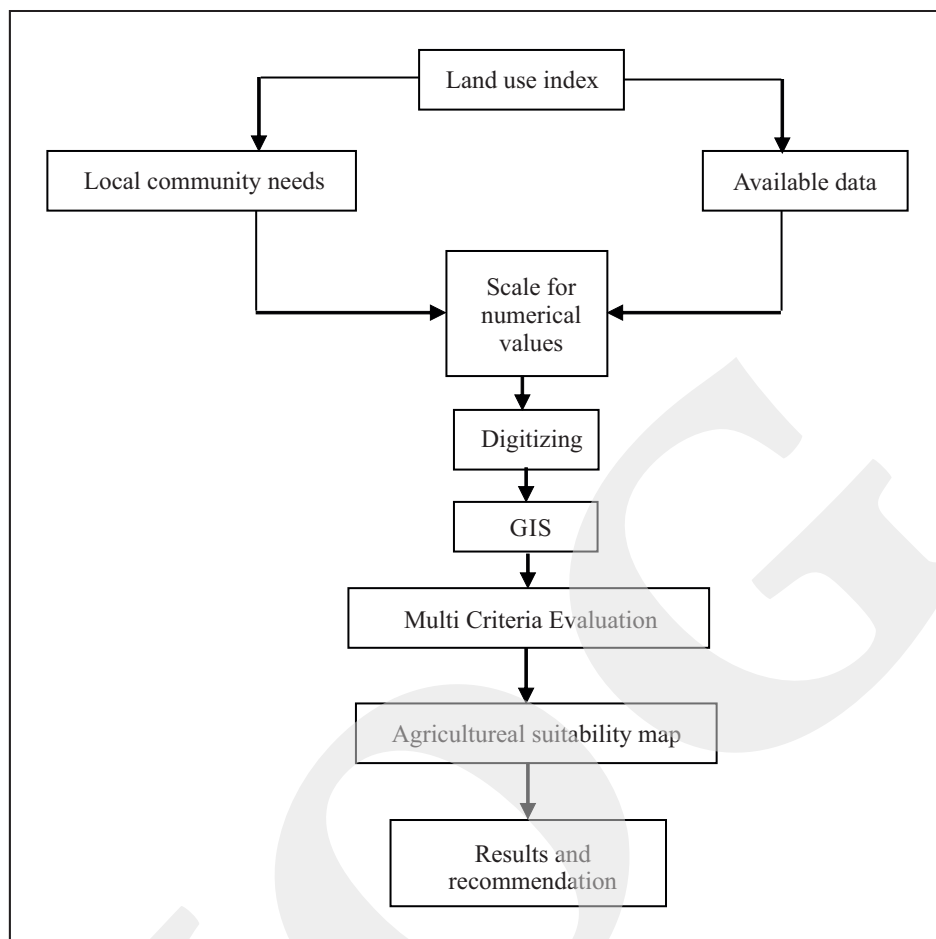 Land use index
Local community needs
Available data
Scale for
numerical
values
Digitizing
GIS
Multi Criteria Evaluation
Agricultureal suitability map
Results and
recommendation